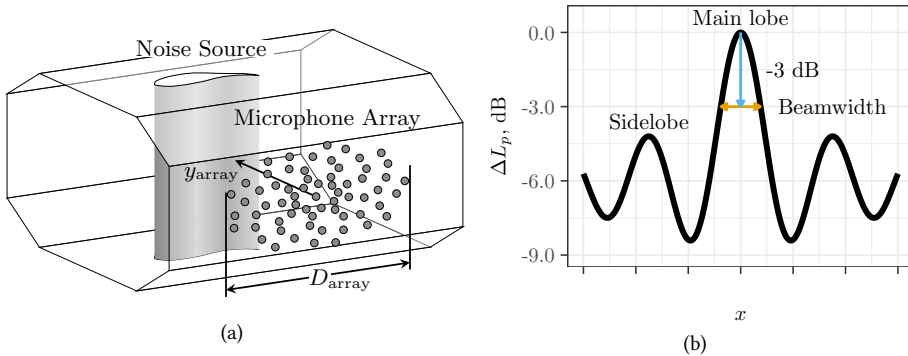 Noise Source
Microphone Array
y_array
D_array
(a)
Main lobe
0.0
-3 dB
-3.0
Beamwidth
Sidelobe
ΔL_p, dB
-6.0
-9.0
x
(b)